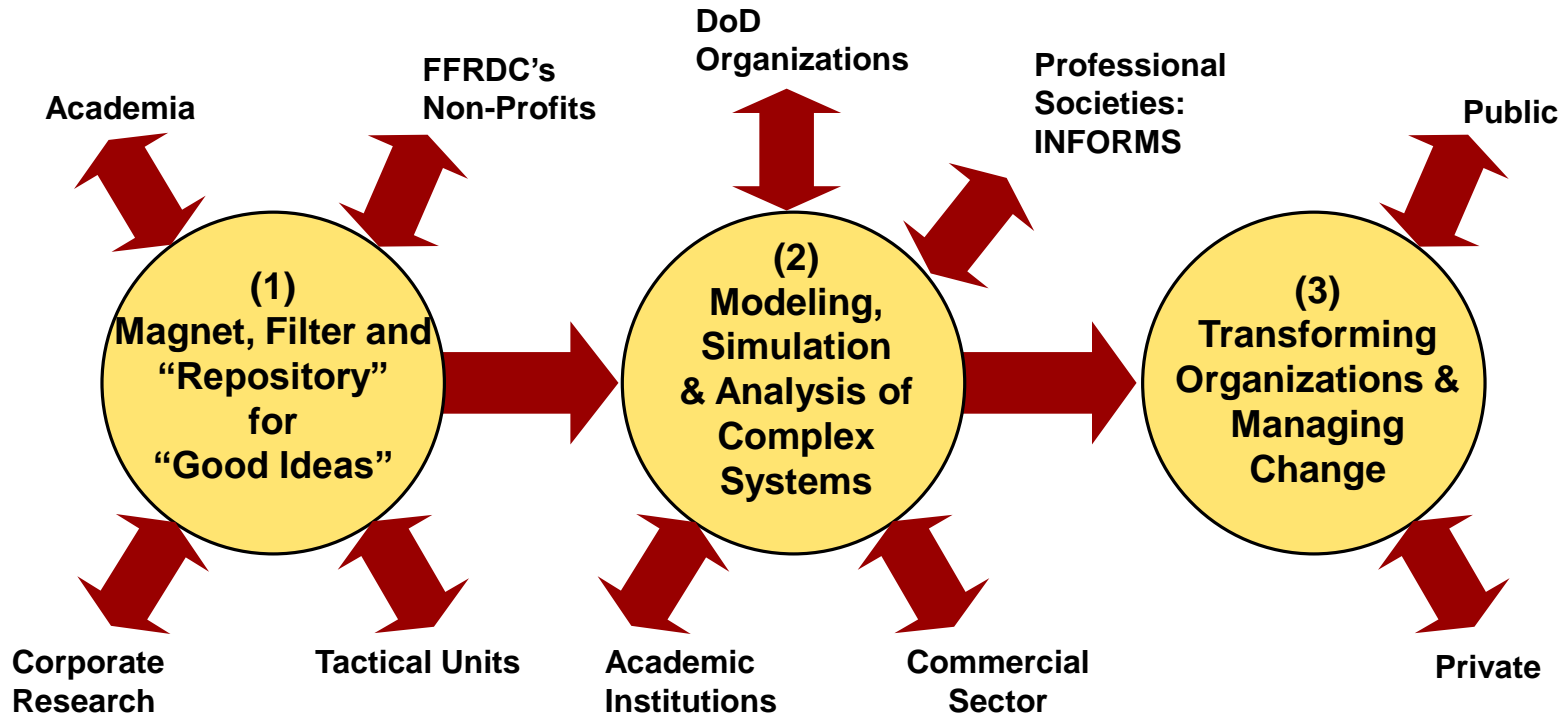 Academia
FFRDC’s
Non-Profits
DoD
Organizations
Professional
Societies:
INFORMS
Public
(1)
Magnet, Filter and
“Repository”
for
“Good Ideas”
(2)
Modeling,
Simulation
& Analysis of
Complex
Systems
(3)
Transforming
Organizations &
Managing
Change
Corporate
Research
Tactical Units
Academic
Institutions
Commercial
Sector
Private